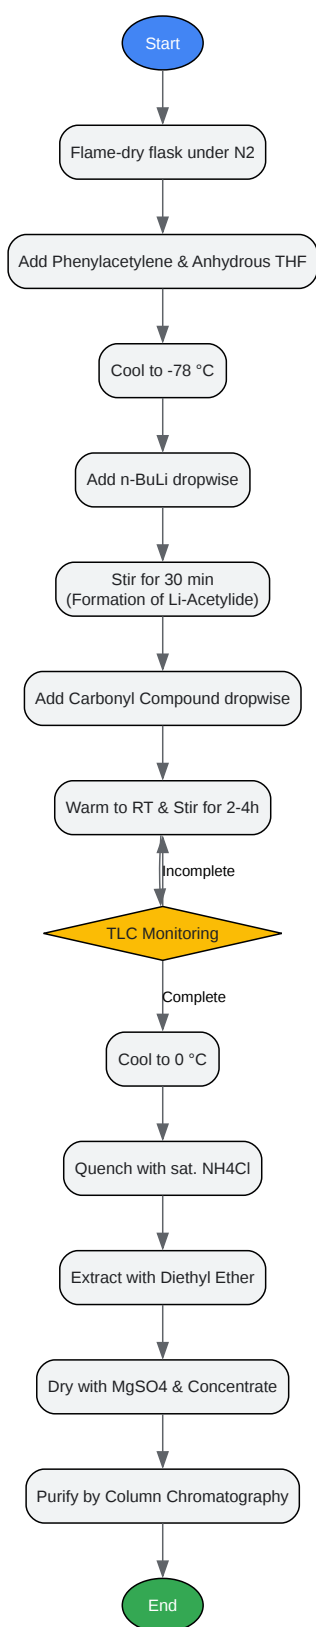 Start
Flame-dry flask under N2
Add Phenylacetylene & Anhydrous THF
Cool to -78 °C
Add n-BuLi dropwise
Stir for 30 min
(Formation of Li-Acetylide)
Add Carbonyl Compound dropwise
Warm to RT & Stir for 2-4h
Incomplete
TLC Monitoring
Complete
Cool to 0 °C
Quench with sat. NH4Cl
Extract with Diethyl Ether
Dry with MgSO4 & Concentrate
Purify by Column Chromatography
End